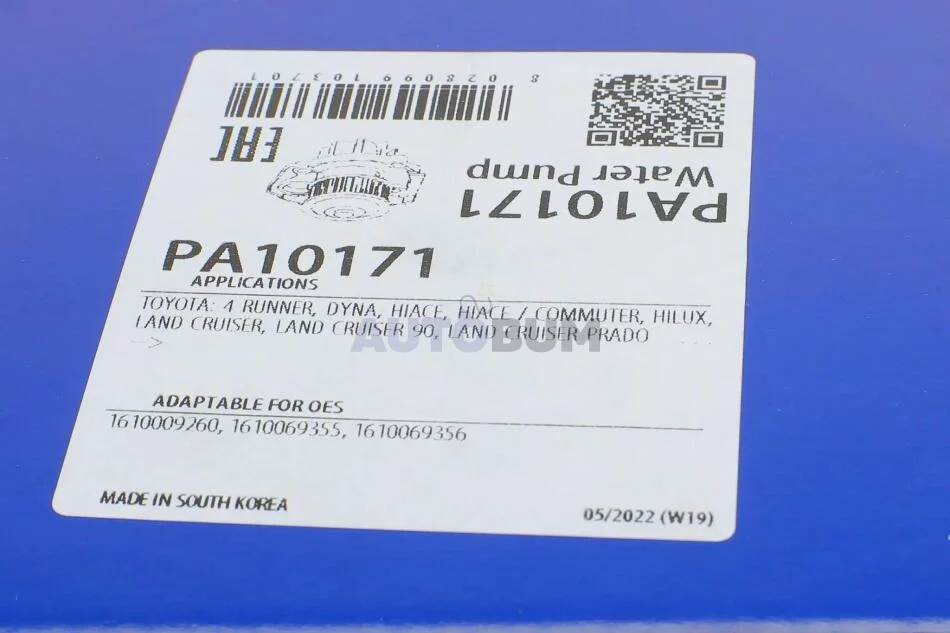 8 028099 103701
EAC
Water Pump
PA10171
PA10171
APPLICATIONS
TOYOTA: 4 RUNNER, DYNA, HIACE, HIACE / COMMUTER, HILUX,
LAND CRUISER, LAND CRUISER 90, LAND CRUISER PRADO
AUTOBUM
ADAPTABLE FOR OES
1610009260, 1610069355, 1610069356
MADE IN SOUTH KOREA
05/2022 (W19)